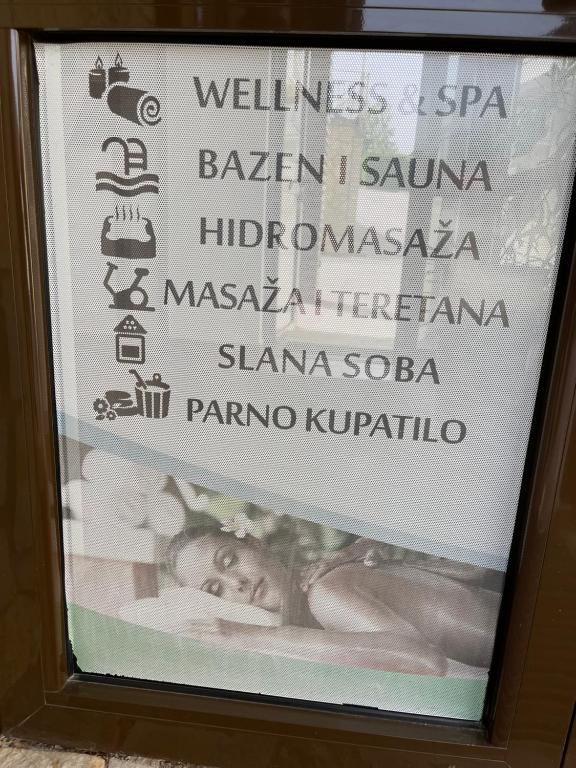 WELLNESS & SPA
BAZEN I SAUNA
HIDROMASAŽA
MASAŽA I TERETANA
SLANA SOBA
PARNO KUPATILO